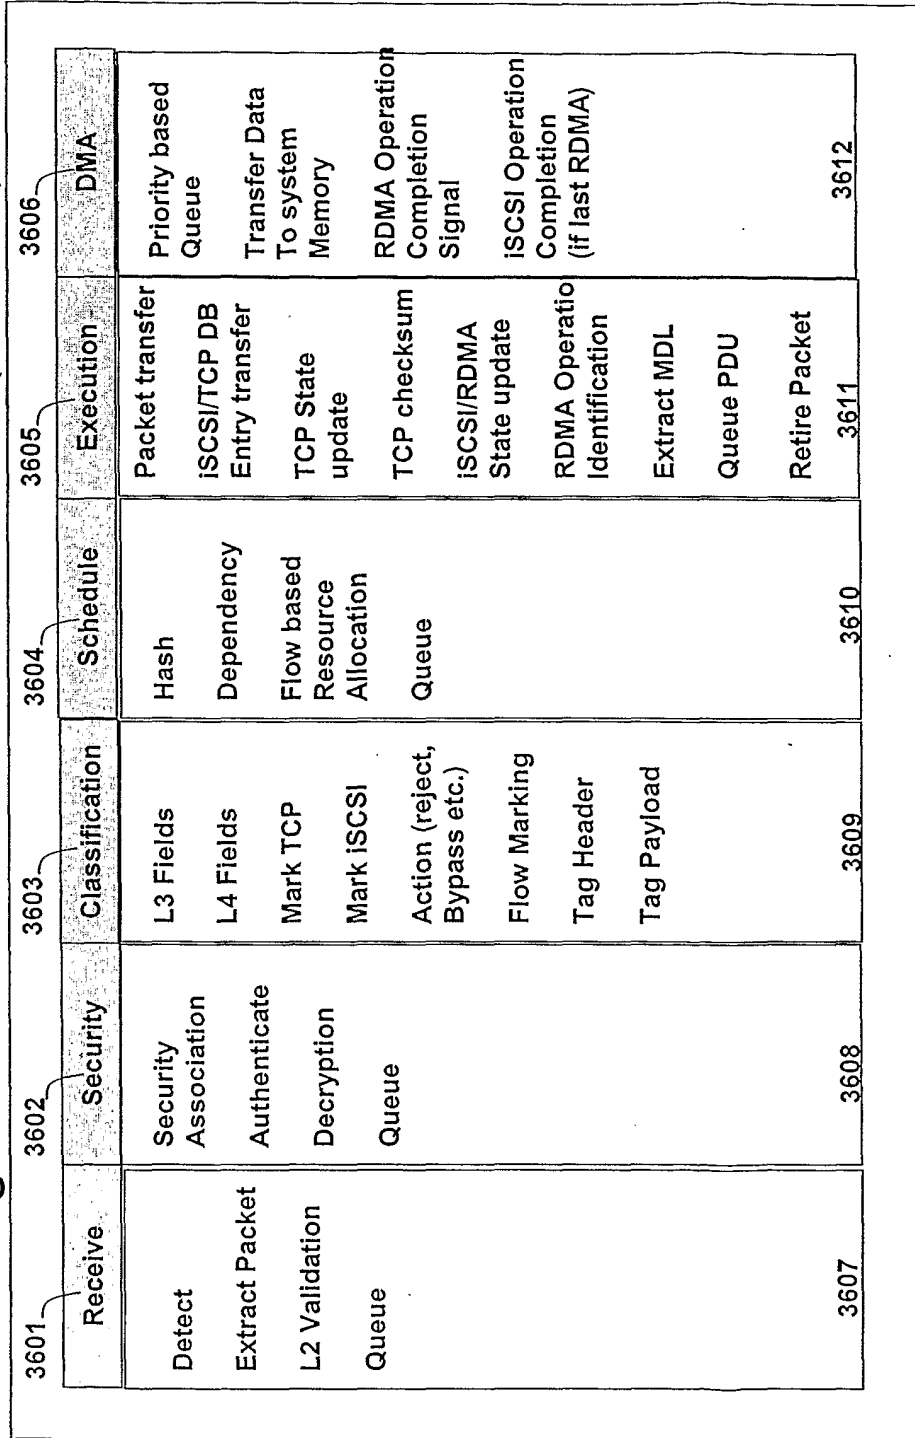 3601
3602
3603
3604
3605
3606
Receive
Security
Classification
Schedule
Execution
DMA
Detect
Extract Packet
L2 Validation
Queue
3607
Security
Association
Authenticate
Decryption
Queue
3608
L3 Fields
L4 Fields
Mark TCP
Mark iSCSI
Action (reject,
Bypass etc.)
Flow Marking
Tag Header
Tag Payload
3609
Hash
Dependency
Flow based
Resource
Allocation
Queue
3610
Packet transfer
iSCSI/TCP DB
Entry transfer
TCP State
update
TCP checksum
iSCSI/RDMA
State update
RDMA Operatio
Identification
Extract MDL
Queue PDU
Retire Packet
3611
Priority based
Queue
Transfer Data
To system
Memory
RDMA Operation
Completion
Signal
iSCSI Operation
Completion
(if last RDMA)
3612